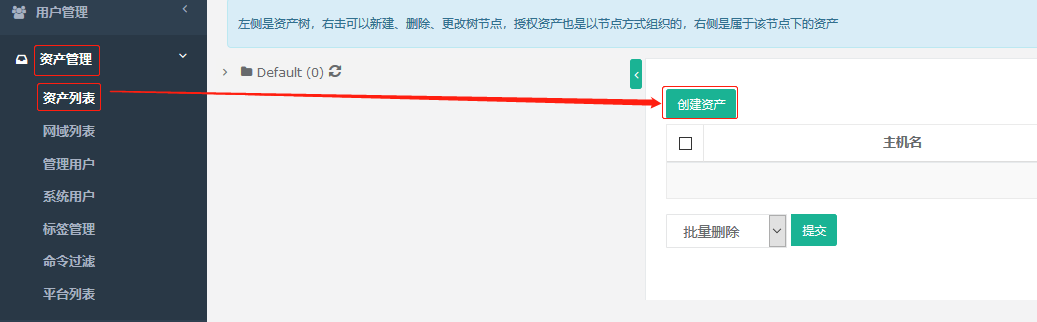 用户管理
资产管理
资产列表
网域列表
管理用户
系统用户
标签管理
命令过滤
平台列表
左侧是资产树，右击可以新建、删除、更改树节点，授权资产也是以节点方式组织的，右侧是属于该节点下的资产
Default (0)
创建资产
主机名
批量删除
提交